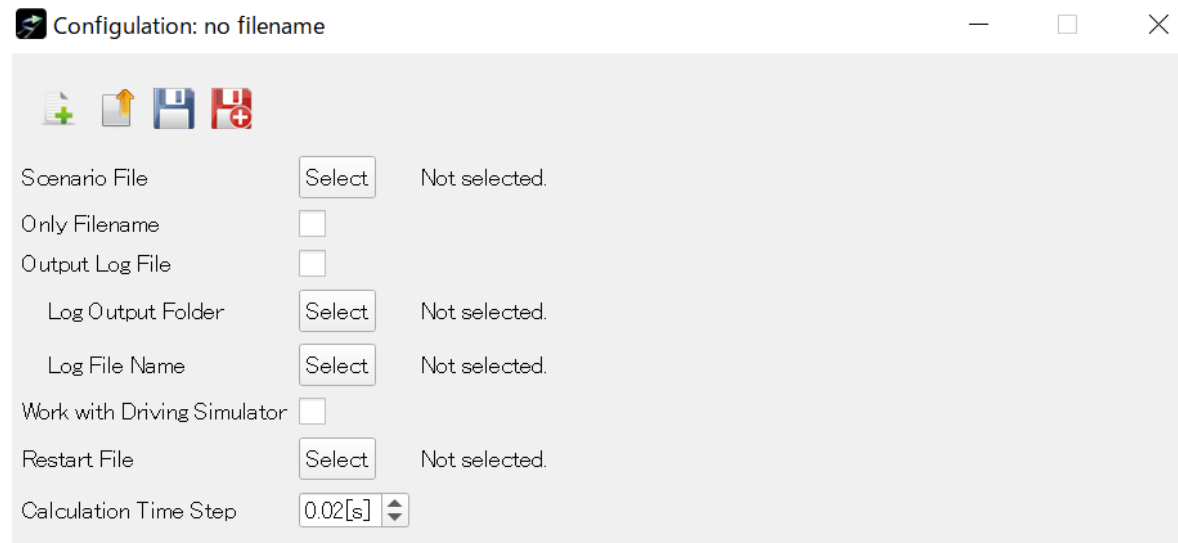 Configulation: no filename
Scenario File Select Not selected.
Only Filename
Output Log File
Log Output Folder Select Not selected.
Log File Name Select Not selected.
Work with Driving Simulator
Restart File Select Not selected.
Calculation Time Step 0.02[s]